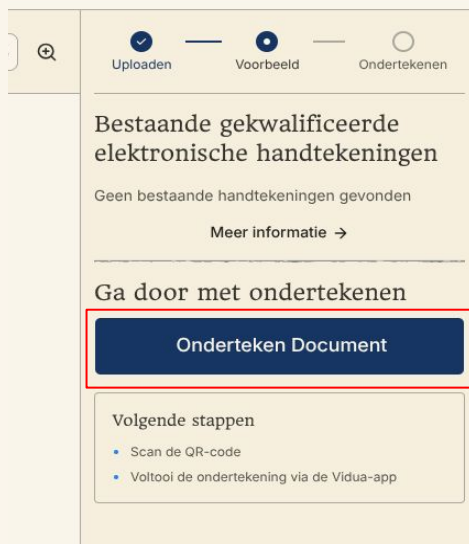 Uploaden
Voorbeeld
Ondertekenen
Bestaande gekwalificeerde
elektronische handtekeningen
Geen bestaande handtekeningen gevonden
Meer informatie →
Ga door met ondertekenen
Onderteken Document
Volgende stappen
• Scan de QR-code
• Voltooi de ondertekening via de Vidua-app